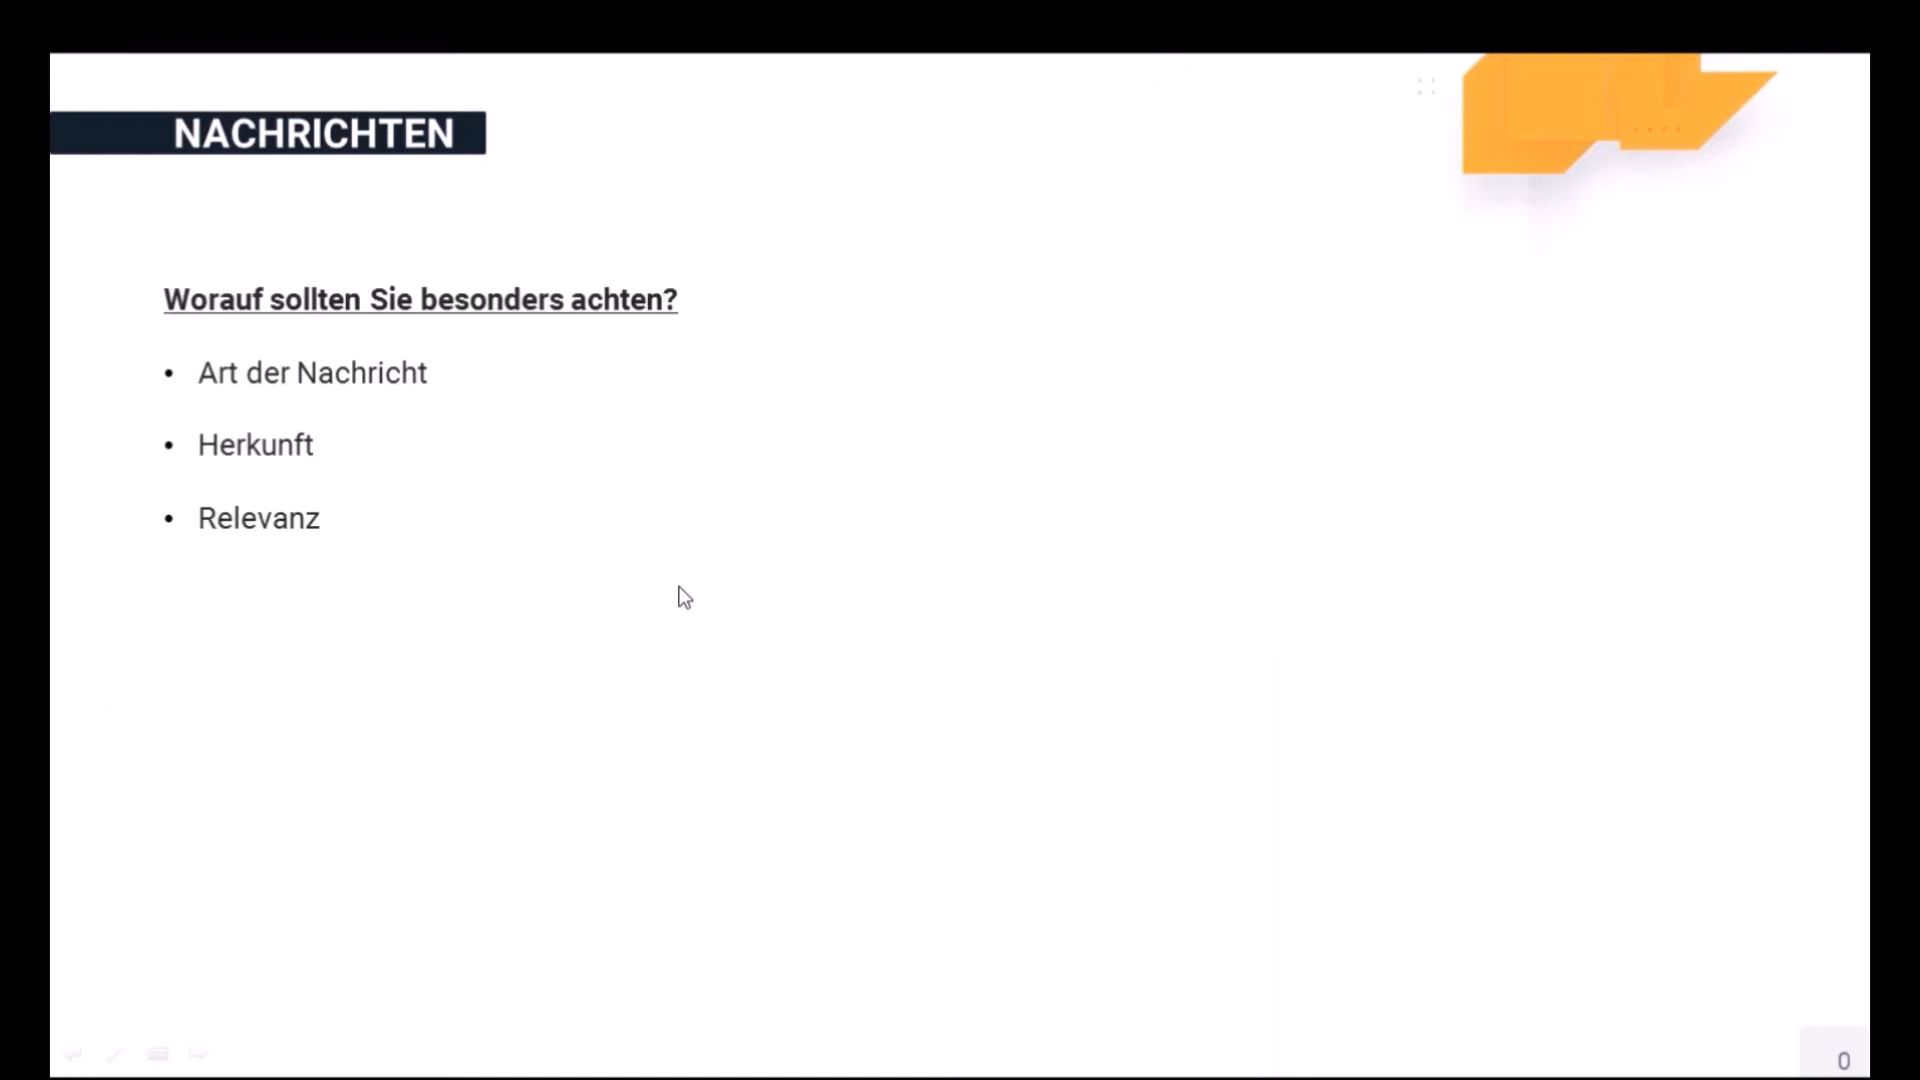 NACHRICHTEN
Worauf sollten Sie besonders achten?
• Art der Nachricht
• Herkunft
• Relevanz
0